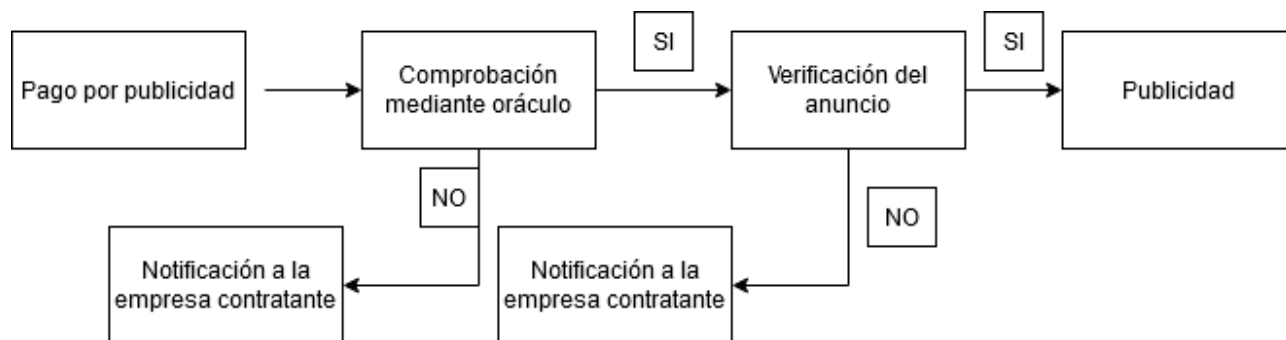 SI
SI
Pago por publicidad
Comprobación
mediante oráculo
Verificación del
anuncio
Publicidad
NO
NO
Notificación a la
empresa contratante
Notificación a la
empresa contratante